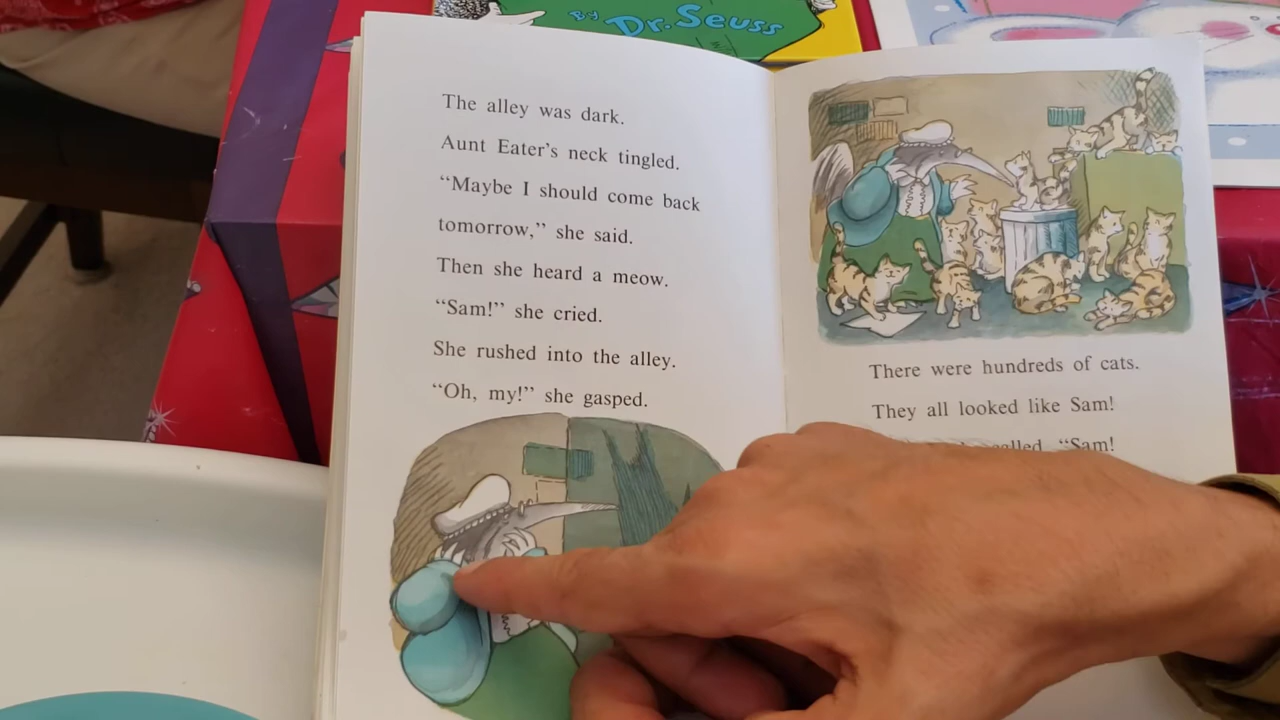 By Dr. Seuss
The alley was dark.
Aunt Eater's neck tingled.
“Maybe I should come back
tomorrow,” she said.
Then she heard a meow.
“Sam!” she cried.
She rushed into the alley.
“Oh, my!” she gasped.
There were hundreds of cats.
They all looked like Sam!
“Sam!